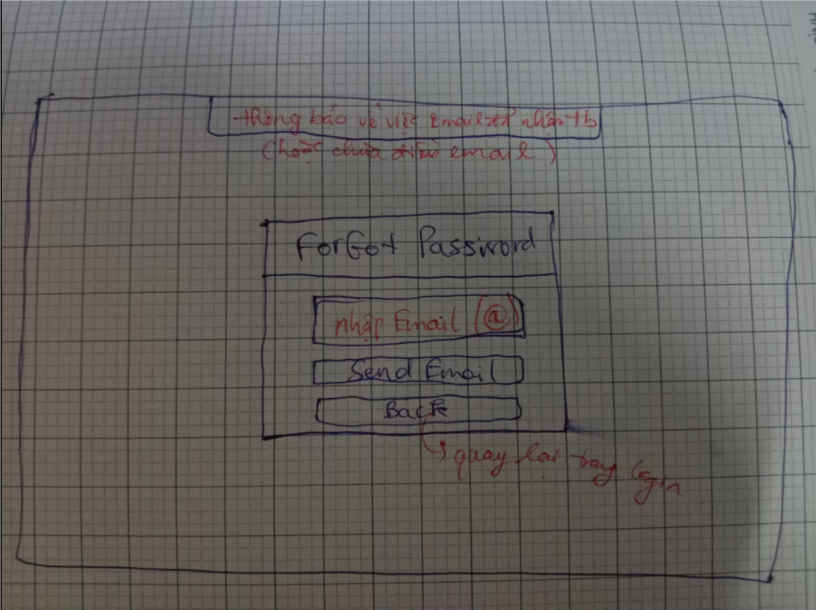 thông báo về việc Email nhận tb
(hoặc chưa điền email)
ForGot Password
nhập Email (@)
Send Email
Back
quay lại trang login